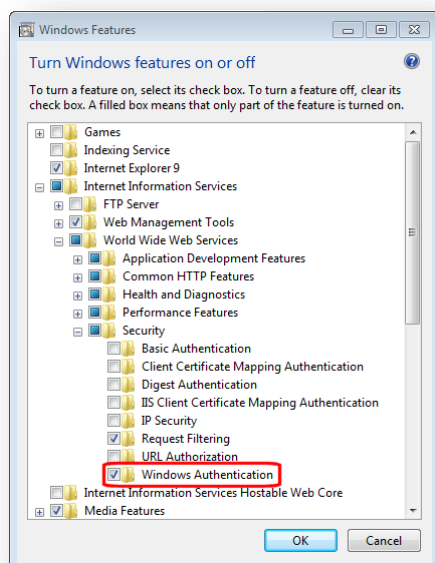 Windows Features
Turn Windows features on or off
To turn a feature on, select its check box. To turn a feature off, clear its
check box. A filled box means that only part of the feature is turned on.
Games
Indexing Service
Internet Explorer 9
Internet Information Services
FTP Server
Web Management Tools
World Wide Web Services
Application Development Features
Common HTTP Features
Health and Diagnostics
Performance Features
Security
Basic Authentication
Client Certificate Mapping Authentication
Digest Authentication
IIS Client Certificate Mapping Authentication
IP Security
Request Filtering
URL Authorization
Windows Authentication
Internet Information Services Hostable Web Core
Media Features
OK Cancel